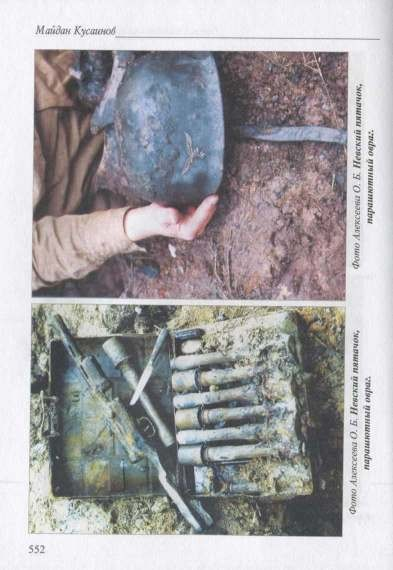 Майдан Кусаинов
Фото Алексеева О. Б. Невский пятачок,
парашютный овраг.
Фото Алексеева О. Б. Невский пятачок,
парашютный овраг.
552